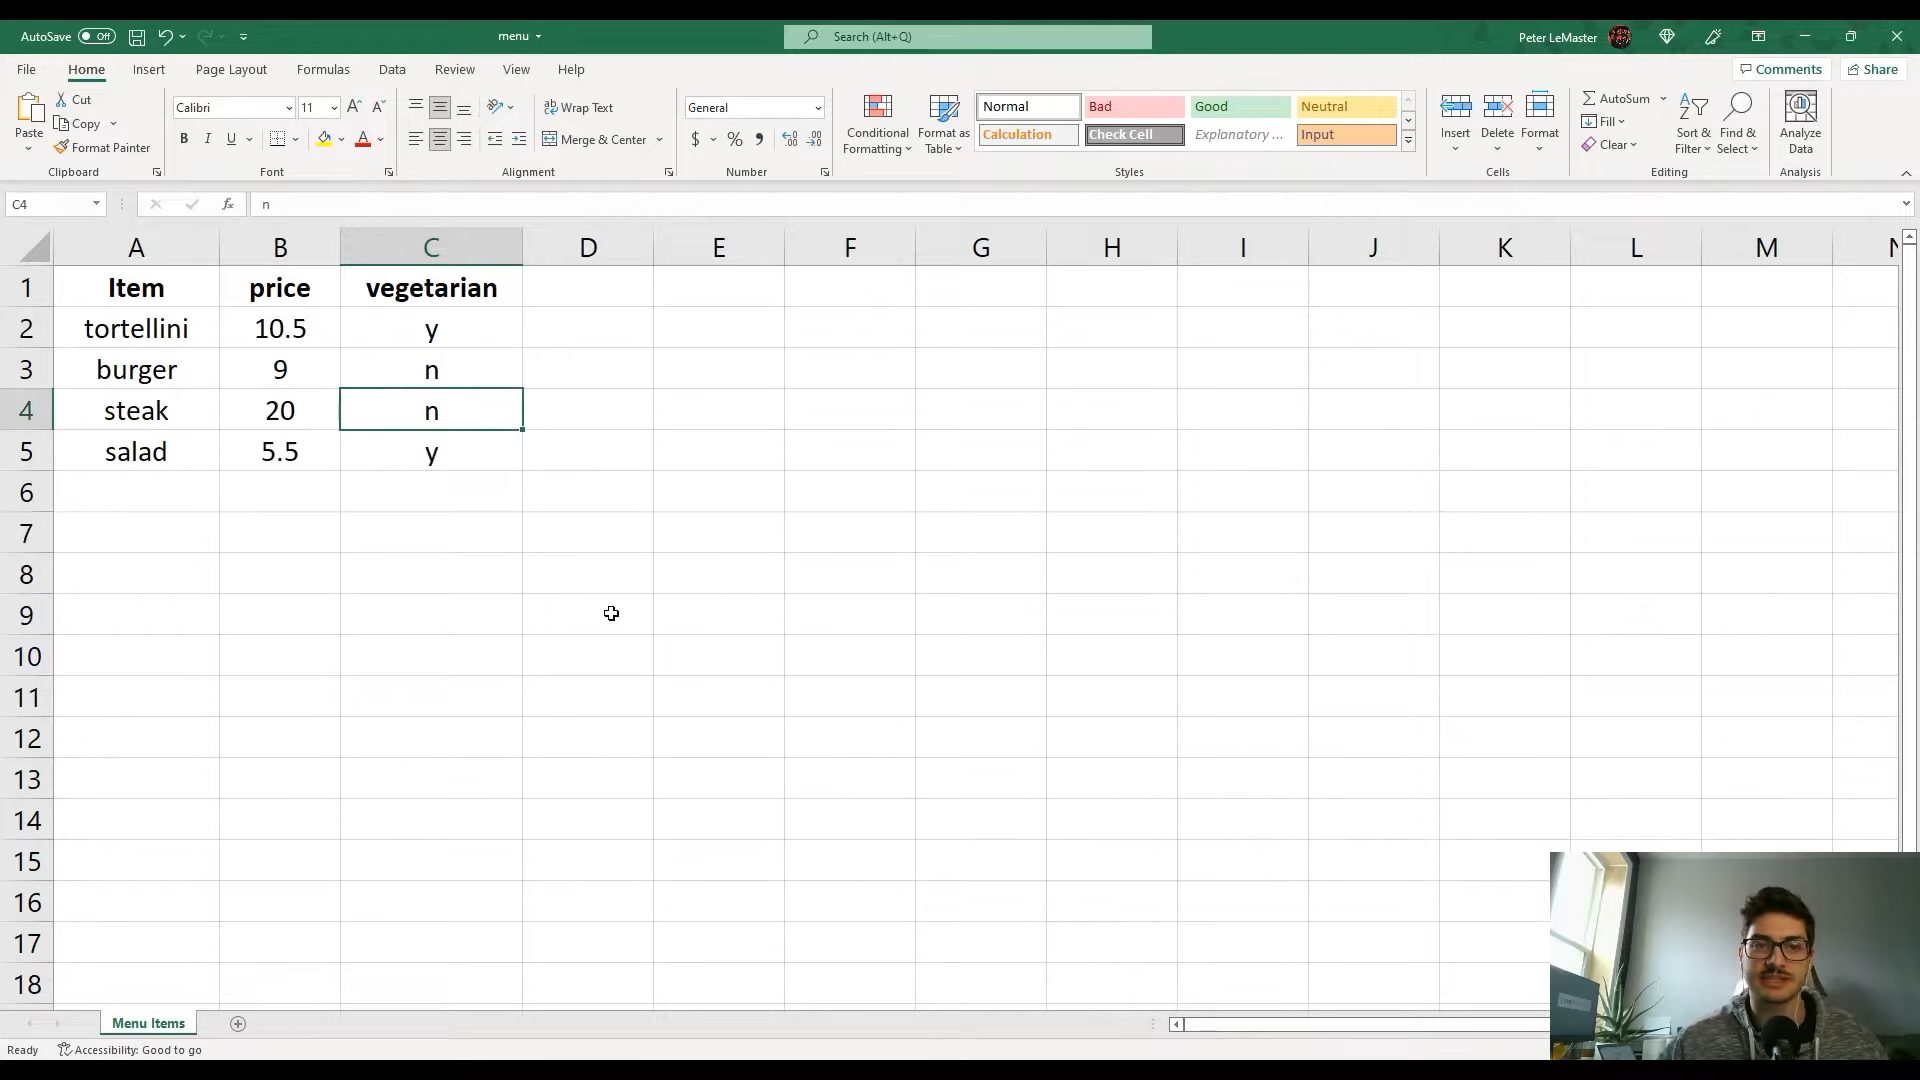 AutoSave Off menu Search (Alt+Q) Peter LeMaster
File Home Insert Page Layout Formulas Data Review View Help Comments Share
Paste Cut Copy Format Painter Clipboard
Calibri 11 B I U Font
Wrap Text Merge & Center Alignment
General $ % Number
Conditional Formatting Format as Table
Normal Bad Good Neutral
Calculation Check Cell Explanatory ... Input
Styles
Insert Delete Format Cells
AutoSum Fill Clear Sort & Filter Find & Select Editing
Analyze Data Analysis
C4 fx n
A B C D E F G H I J K L M N
1 Item price vegetarian
2 tortellini 10.5 y
3 burger 9 n
4 steak 20 n
5 salad 5.5 y
6
7
8
9
10
11
12
13
14
15
16
17
18
Menu Items
Ready Accessibility: Good to go